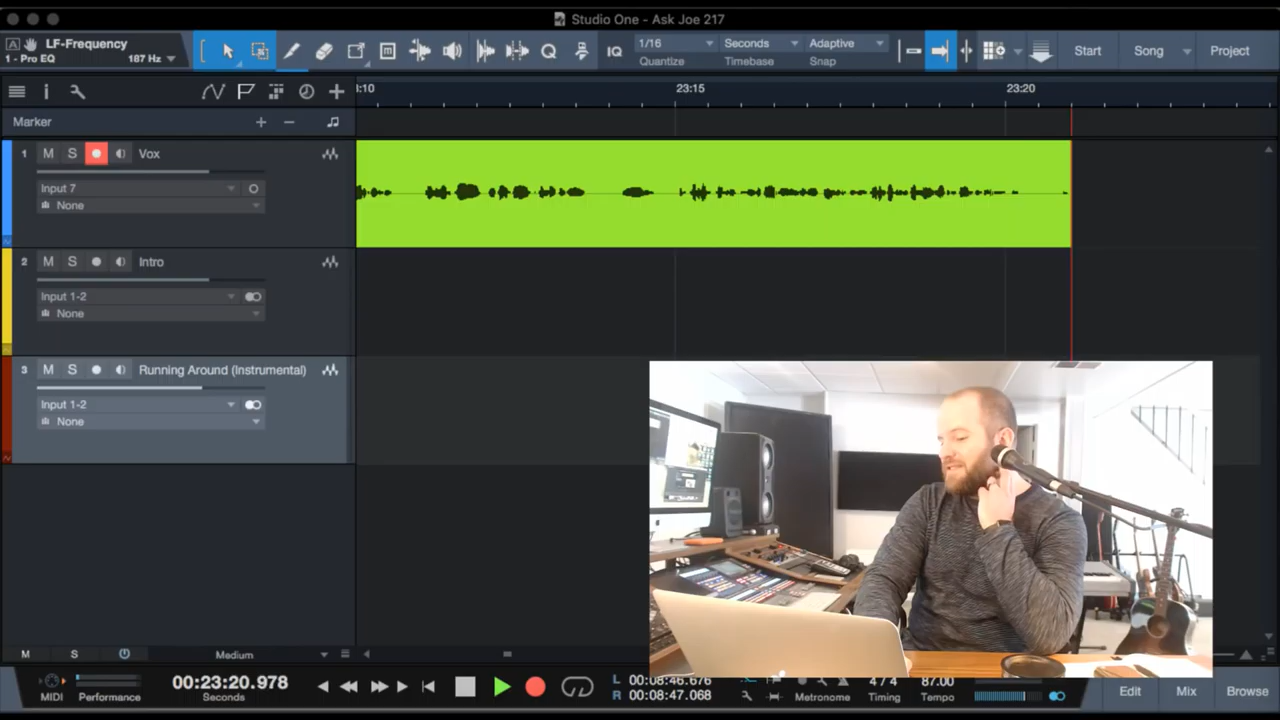 Studio One - Ask Joe 217
A LF-Frequency
1 - Pro EQ 187 Hz
IQ 1/16 Seconds Adaptive Start Song Project
Quantize Timebase Snap
:10 23:15 23:20
Marker
1 M S Vox
Input 7
None
2 M S Intro
Input 1-2
None
3 M S Running Around (Instrumental)
Input 1-2
None
M S Medium
MIDI Performance
00:23:20.978
Seconds
L 00:08:46.676
R 00:08:47.068
Metronome
4 / 4
Timing
87.00
Tempo
Edit Mix Browse